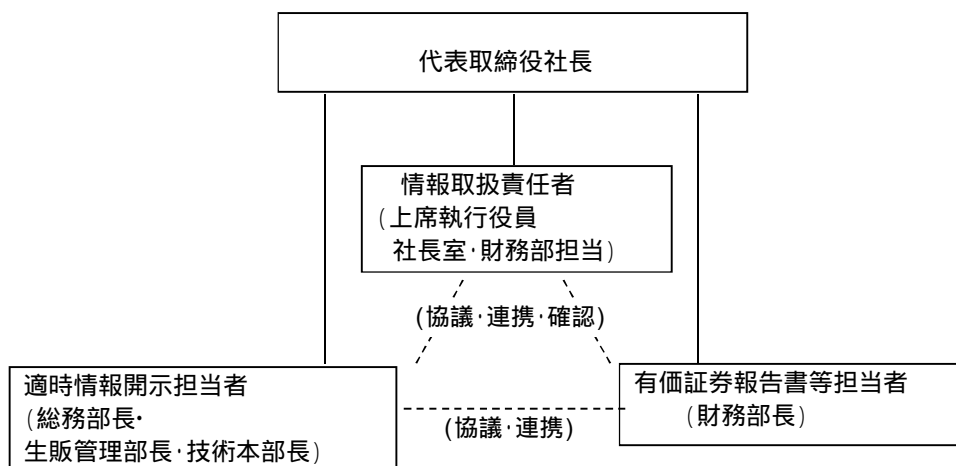 代表取締役社長
情報取扱責任者
(上席執行役員
社長室・財務部担当)
(協議・連携・確認)
適時情報開示担当者
(総務部長・
生販管理部長・技術本部長)
有価証券報告書等担当者
(財務部長)
(協議・連携)